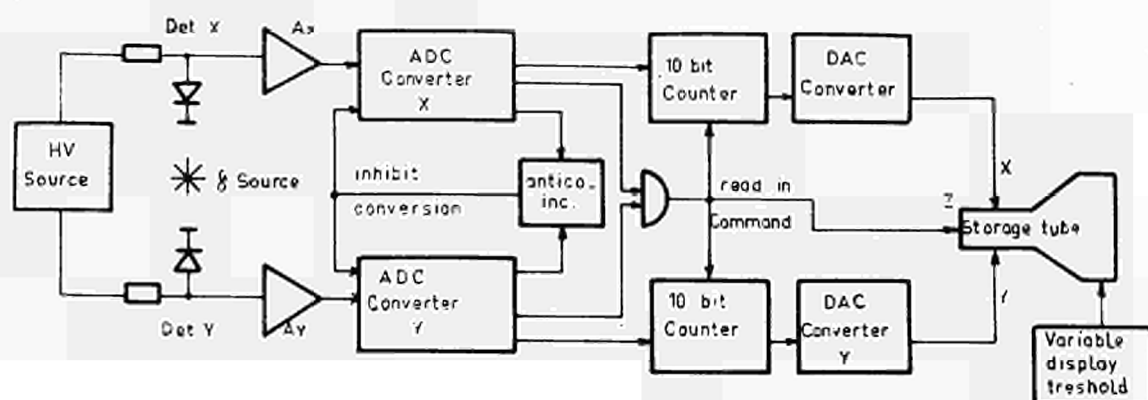 Det X
Ax
ADC
Converter
X
10 bit
Counter
DAC
Converter
HV
Source
γ Source
inhibit
conversion
antico_
inc.
read in
Command
X
Z
Storage tube
ADC
Converter
Y
Det Y
Ay
10 bit
Counter
DAC
Converter
Y
Y
Variable
display
treshold